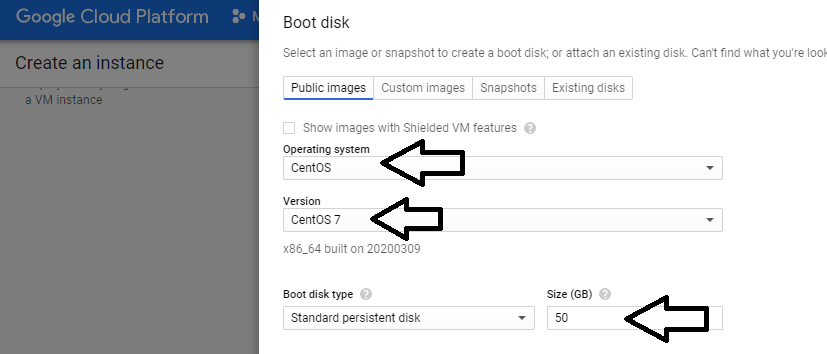 Google Cloud Platform
Create an instance
a VM instance
Boot disk
Select an image or snapshot to create a boot disk; or attach an existing disk. Can't find what you're
Public images Custom images Snapshots Existing disks
Show images with Shielded VM features
Operating system
CentOS
Version
CentOS 7
x86_64 built on 20200309
Boot disk type Size (GB)
Standard persistent disk 50